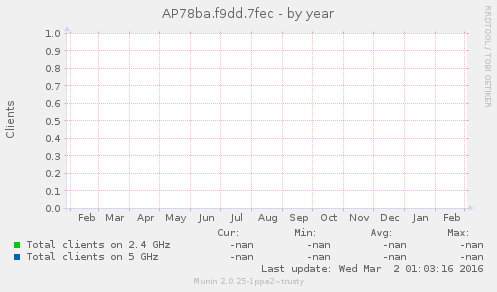 AP78ba.f9dd.7fec - by year
RRDTOOL / TOBI OETIKER
Clients
1.0
0.9
0.8
0.7
0.6
0.5
0.4
0.3
0.2
0.1
0.0
Feb Mar Apr May Jun Jul Aug Sep Oct Nov Dec Jan Feb
Cur: Min: Avg: Max:
Total clients on 2.4 GHz -nan -nan -nan -nan
Total clients on 5 GHz -nan -nan -nan -nan
Last update: Wed Mar 2 01:03:16 2016
Munin 2.0.25-1ppa2~trusty